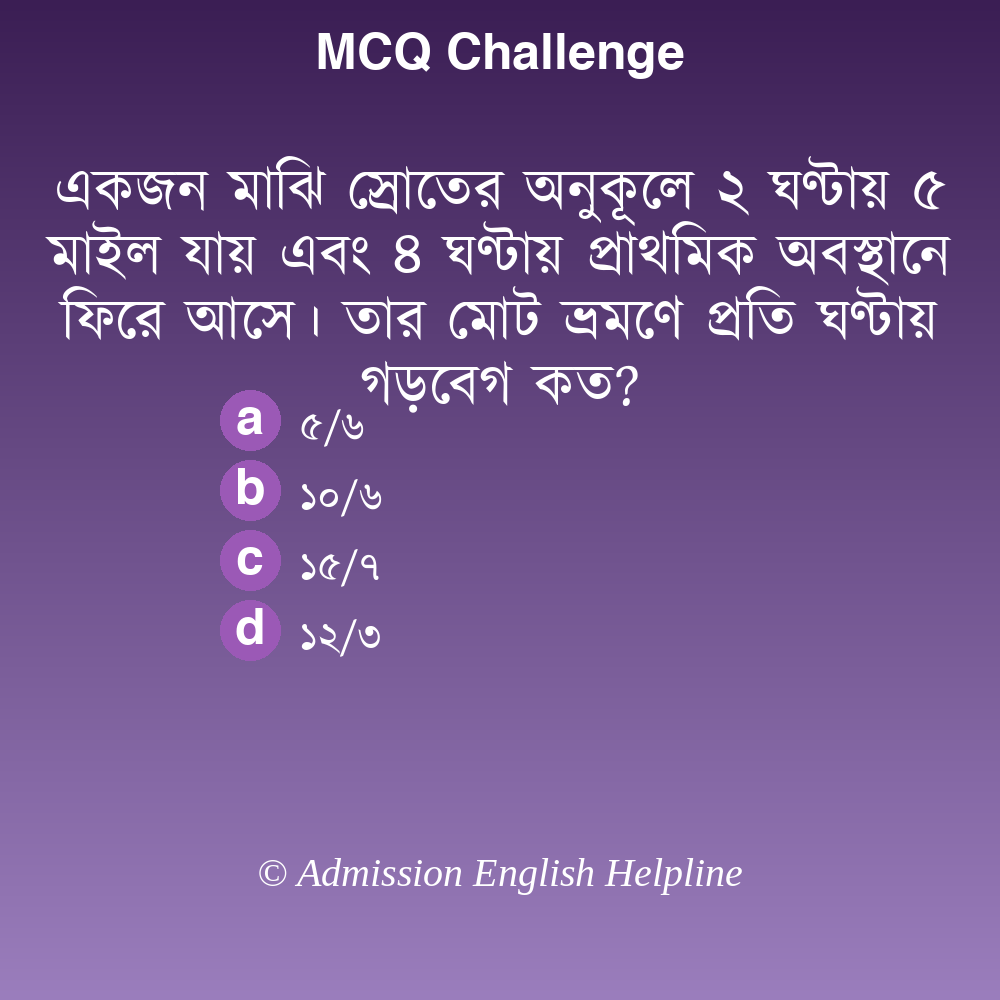 MCQ Challenge
একজন মাঝি স্রোতের অনুকূলে ২ ঘণ্টায় ৫
মাইল যায় এবং ৪ ঘণ্টায় প্রাথমিক অবস্থানে
ফিরে আসে। তার মোট ভ্রমণে প্রতি ঘণ্টায়
গড়বেগ কত?
a ৫/৬
b ১০/৬
c ১৫/৭
d ১২/৩
© Admission English Helpline